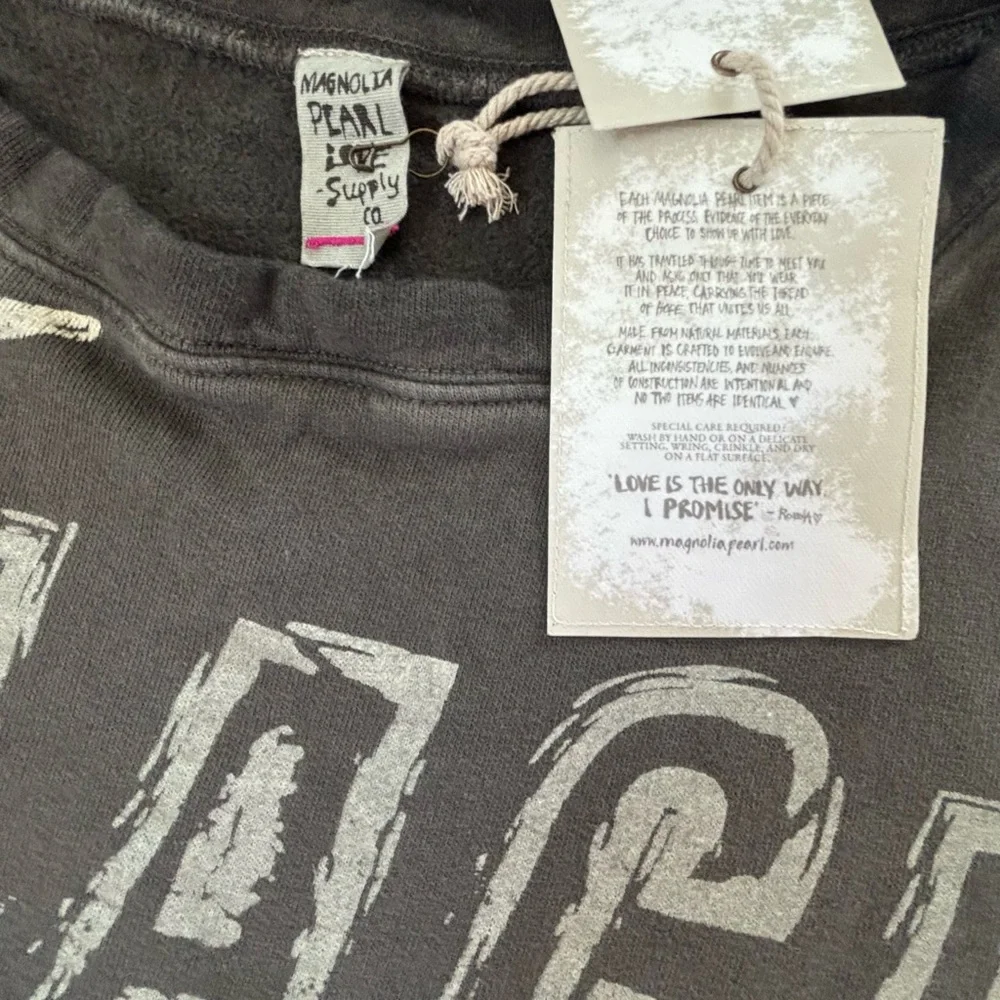 MAGNOLIA
PEARL
LOVE
-Supply
CO
EACH MAGNOLIA PEARL ITEM IS A PIECE
OF THE PROCESS, EVIDENCE OF THE EVERYDAY
CHOICE TO SHOW UP WITH LOVE.
IT HAS TRAVELED THROUGH TIME TO MEET YOU
AND ASKS ONLY THAT YOU WEAR
IT IN PEACE, CARRYING THE THREAD
OF HOPE THAT UNITES US ALL.
MADE FROM NATURAL MATERIALS, EACH
GARMENT IS CRAFTED TO EVOLVE AND ENDURE.
ALL INCONSISTENCIES, AND NUANCES
OF CONSTRUCTION ARE INTENTIONAL AND
NO TWO ITEMS ARE IDENTICAL ♥
SPECIAL CARE REQUIRED:
WASH BY HAND OR ON A DELICATE
SETTING, WRING, CRINKLE, AND DRY
ON A FLAT SURFACE.
'LOVE IS THE ONLY WAY,
I PROMISE' -
www.magnoliapearl.com